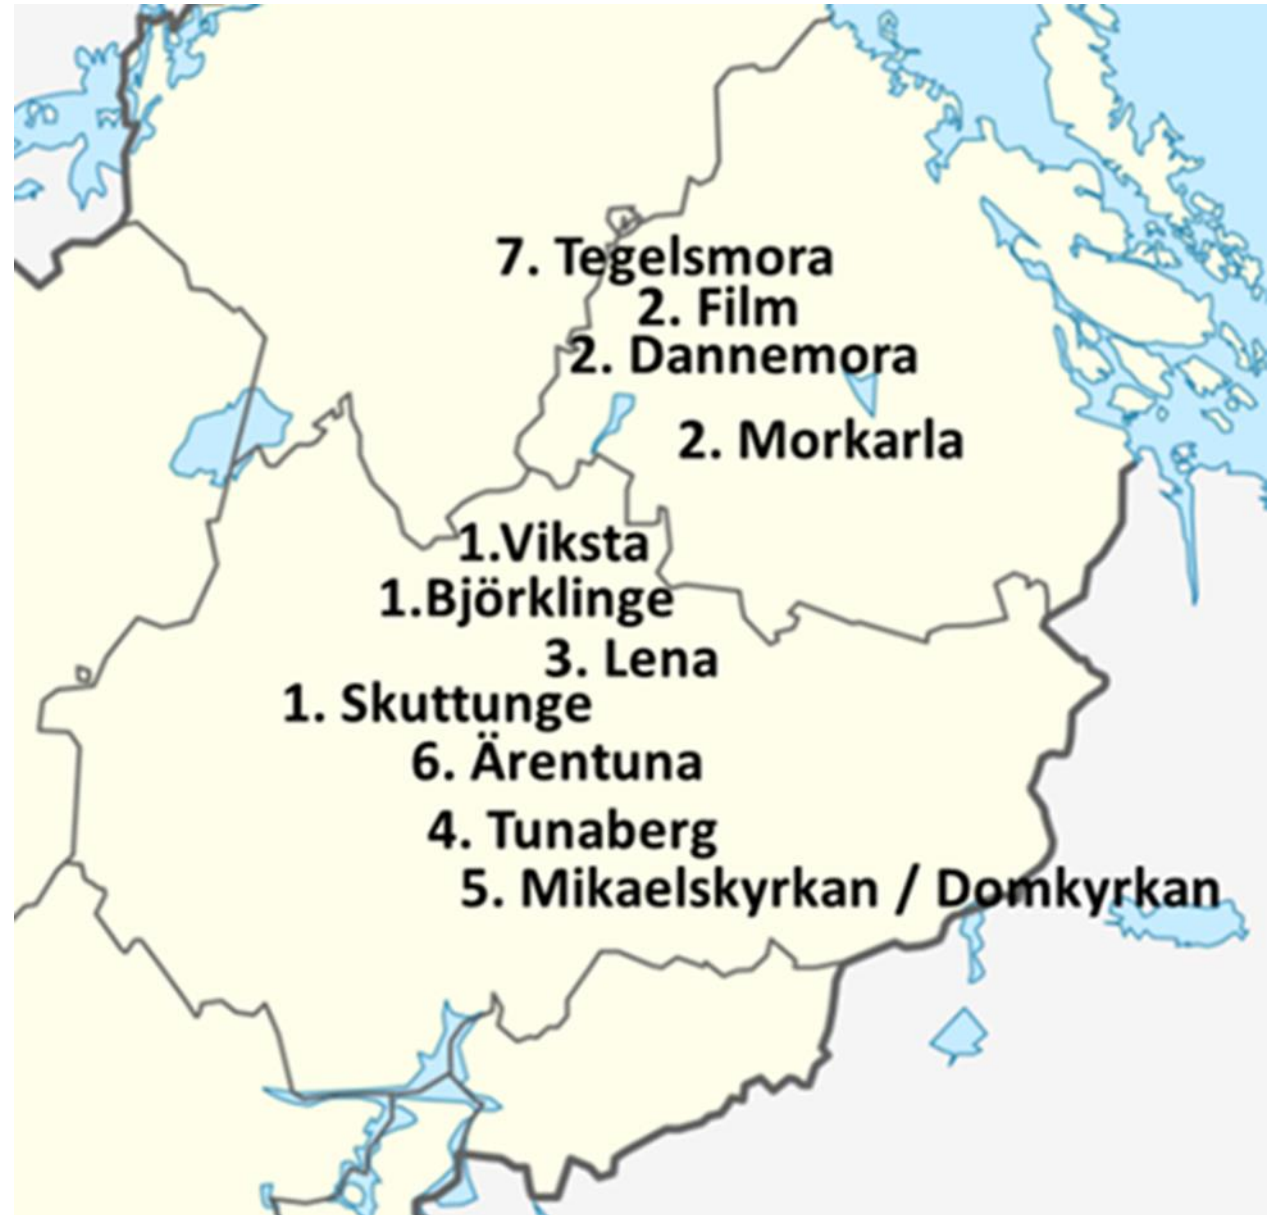 7. Tegelsmora
2. Film
2. Dannemora
2. Morkarla
1.Viksta
1.Björklinge
3. Lena
1. Skuttunge
6. Ärentuna
4. Tunaberg
5. Mikaelskyrkan / Domkyrkan